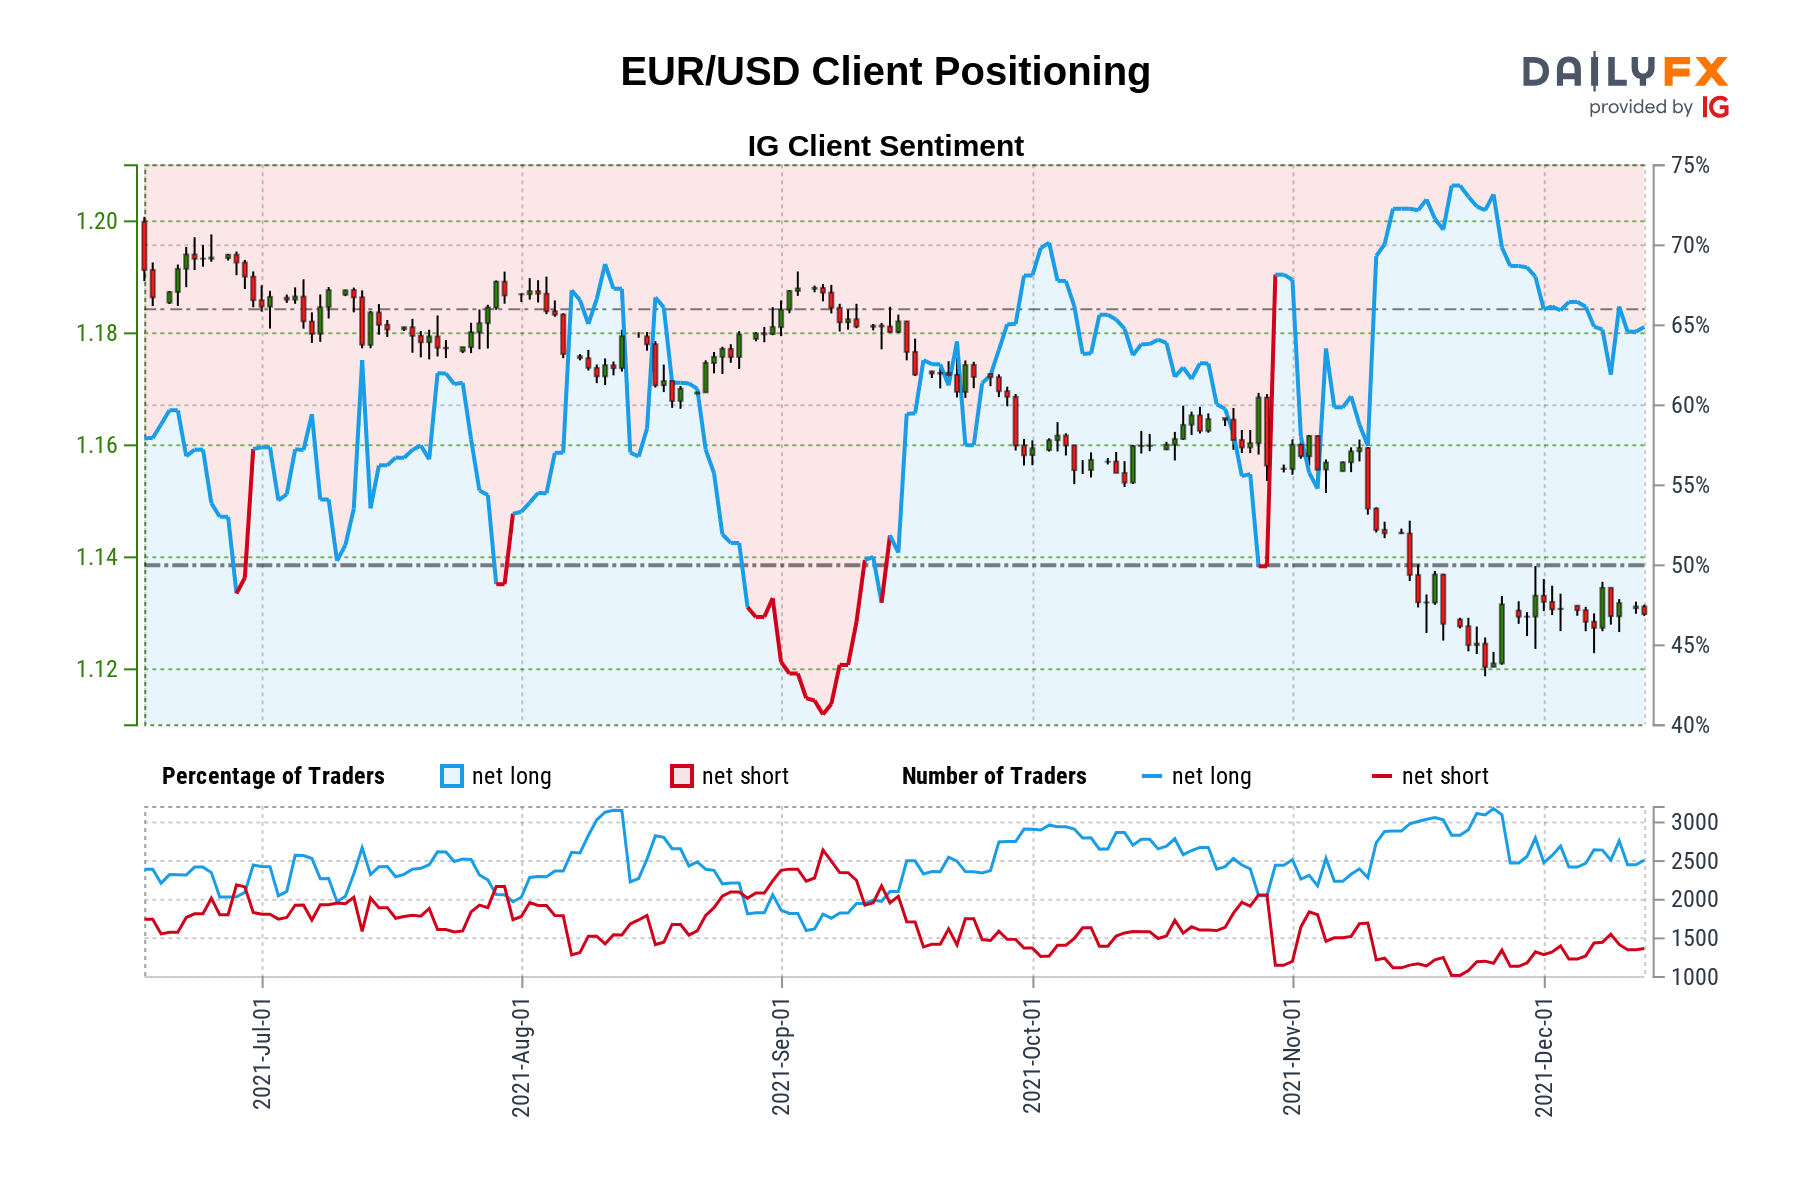 EUR/USD Client Positioning
DAILYFX
provided by IG
IG Client Sentiment
1.20
1.18
1.16
1.14
1.12
75%
70%
65%
60%
55%
50%
45%
40%
Percentage of Traders net long net short Number of Traders net long net short
3000
2500
2000
1500
1000
2021-Jul-01
2021-Aug-01
2021-Sep-01
2021-Oct-01
2021-Nov-01
2021-Dec-01